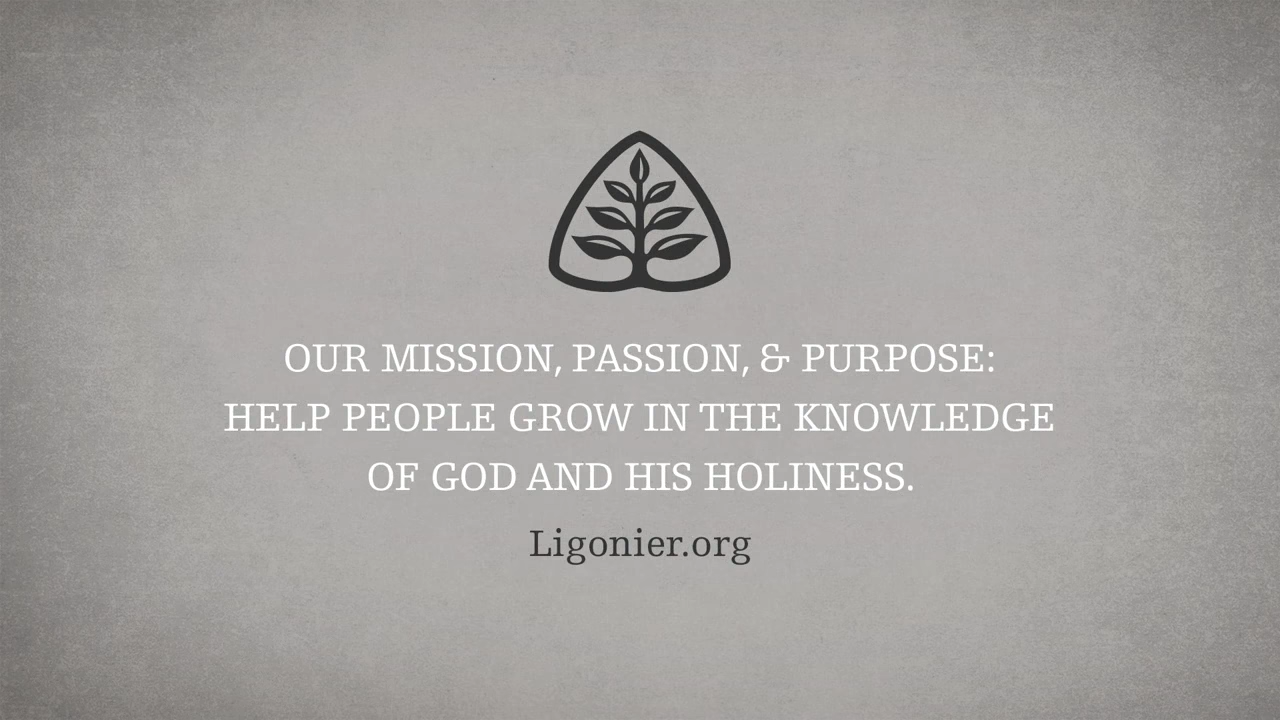 OUR MISSION, PASSION, & PURPOSE:
HELP PEOPLE GROW IN THE KNOWLEDGE
OF GOD AND HIS HOLINESS.
Ligonier.org